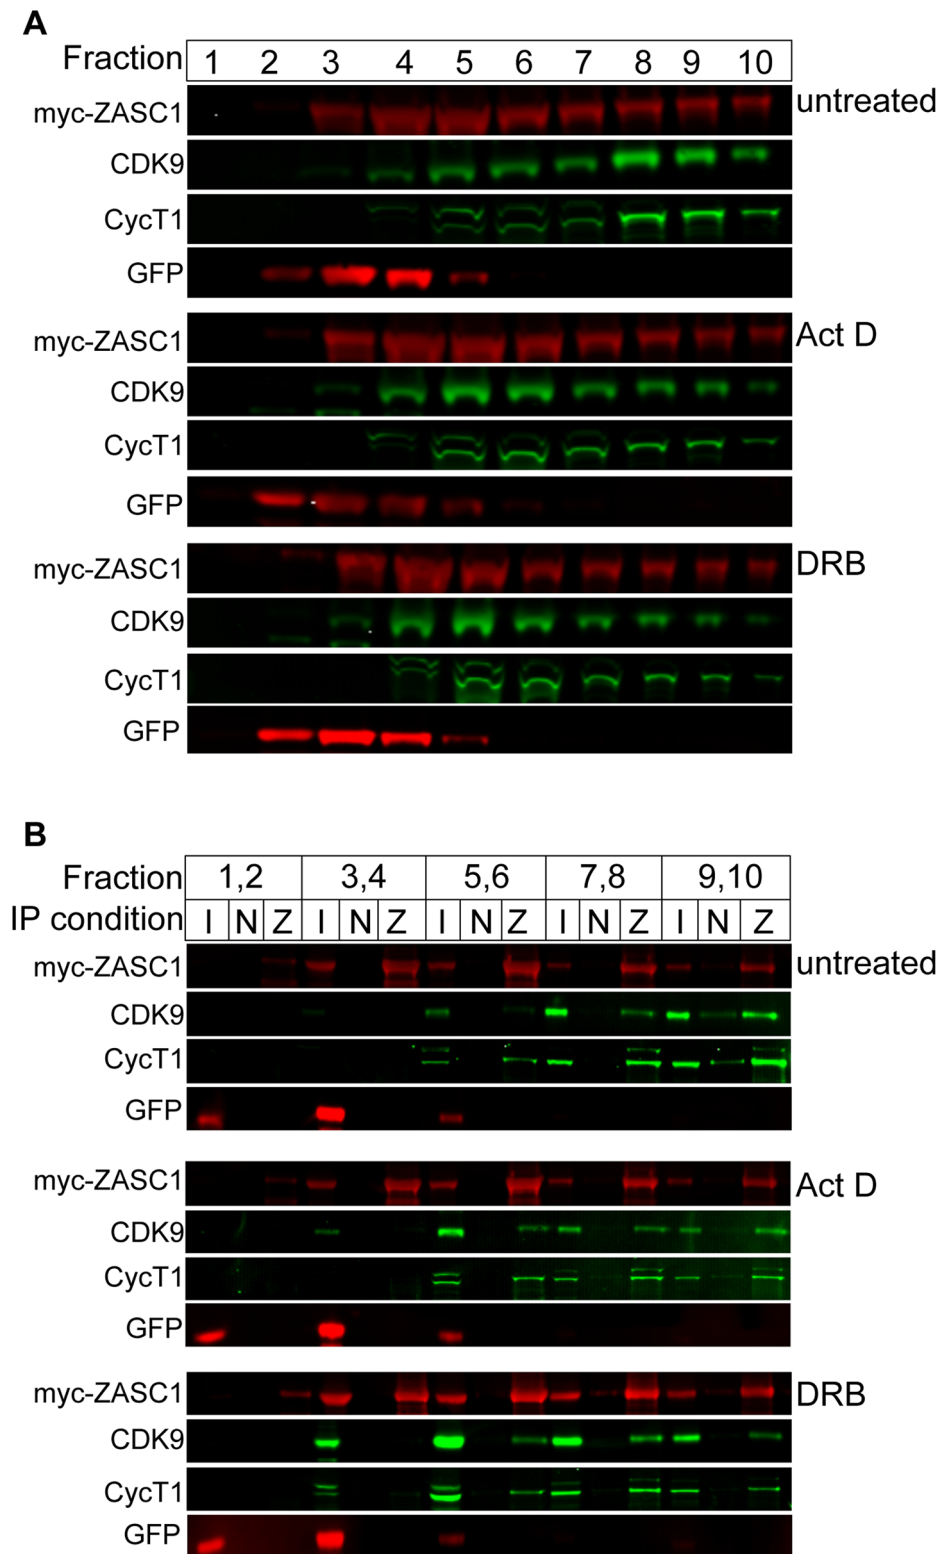 A
Fraction 1 2 3 4 5 6 7 8 9 10
myc-ZASC1 untreated
CDK9
CycT1
GFP
myc-ZASC1 Act D
CDK9
CycT1
GFP
myc-ZASC1 DRB
CDK9
CycT1
GFP
B
Fraction 1,2 3,4 5,6 7,8 9,10
IP condition I N Z I N Z I N Z I N Z I N Z
myc-ZASC1 untreated
CDK9
CycT1
GFP
myc-ZASC1 Act D
CDK9
CycT1
GFP
myc-ZASC1 DRB
CDK9
CycT1
GFP